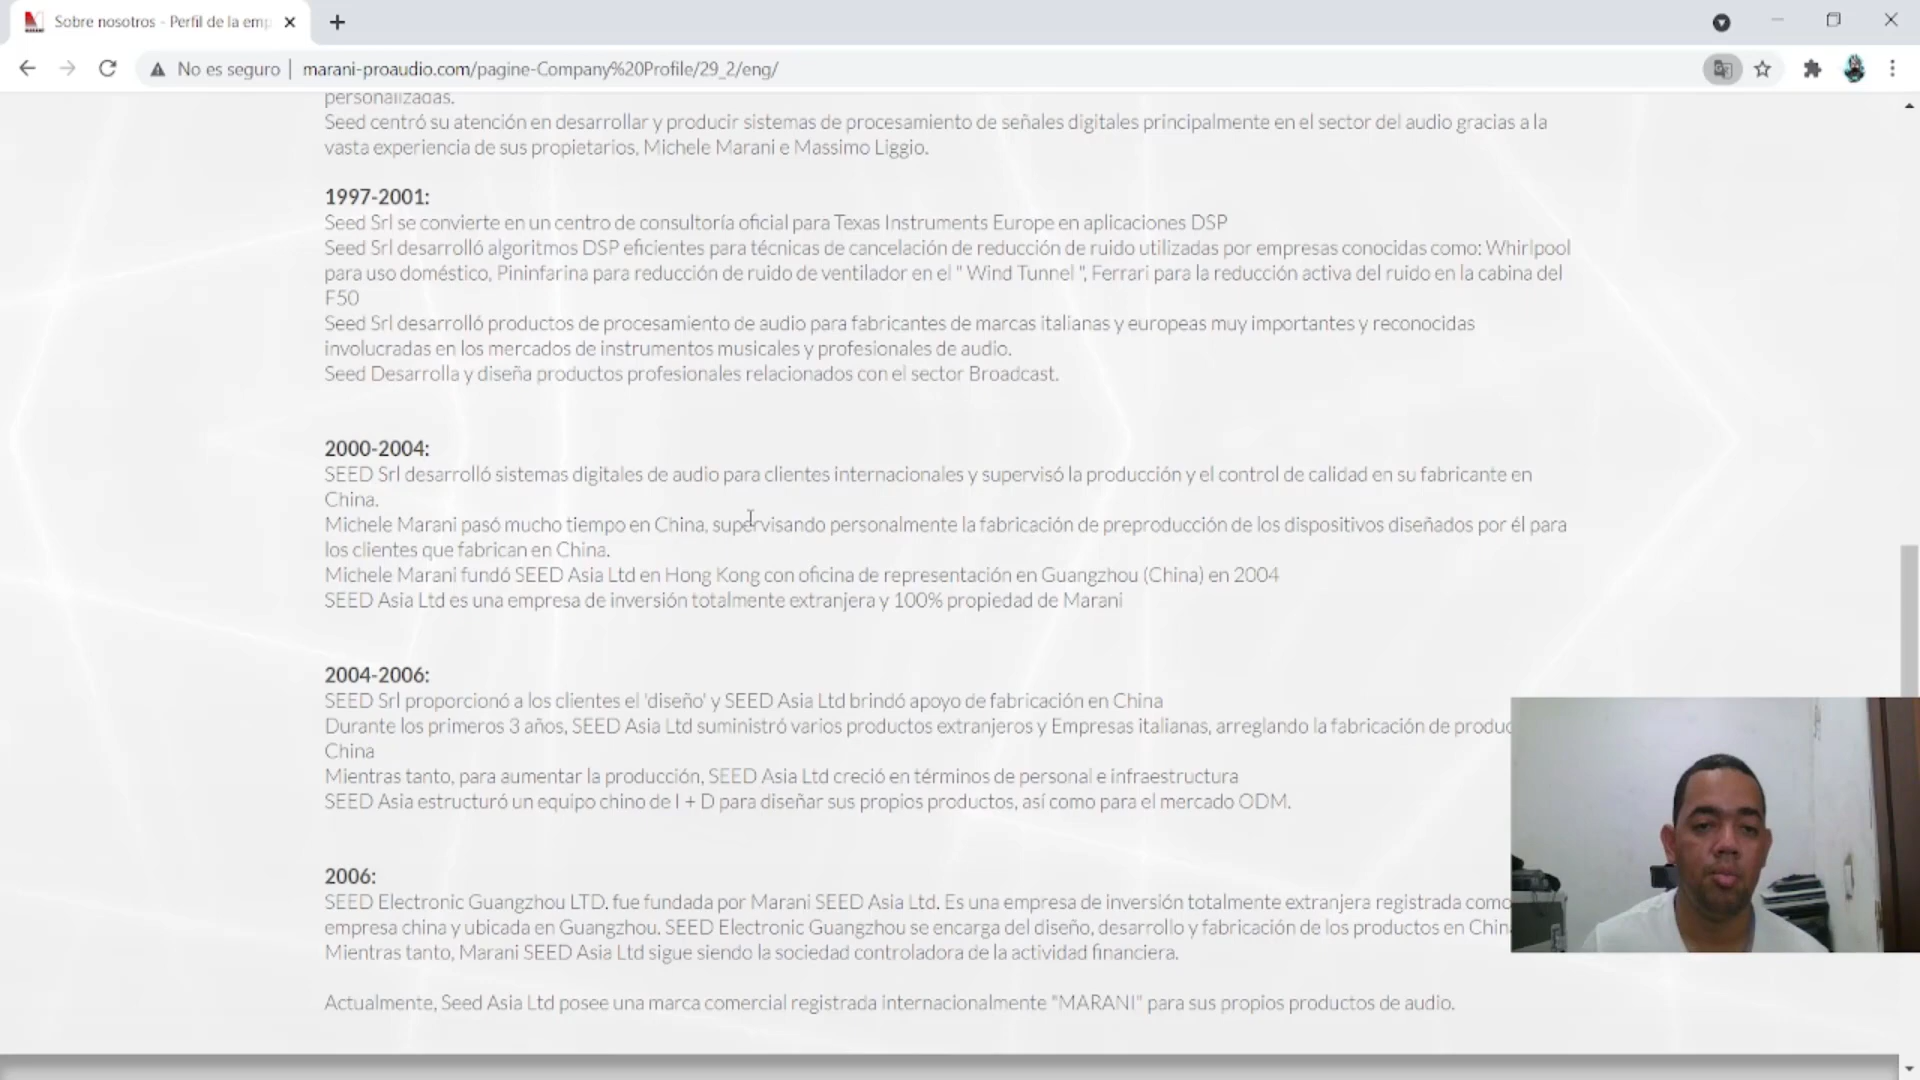 Sobre nosotros - Perfil de la emp
No es seguro
marani-proaudio.com/pagine-Company%20Profile/29_2/eng/
personalizadas.
Seed centró su atención en desarrollar y producir sistemas de procesamiento de señales digitales principalmente en el sector del audio gracias a la
vasta experiencia de sus propietarios, Michele Marani e Massimo Liggio.
1997-2001:
Seed Srl se convierte en un centro de consultoría oficial para Texas Instruments Europe en aplicaciones DSP
Seed Srl desarrolló algoritmos DSP eficientes para técnicas de cancelación de reducción de ruido utilizadas por empresas conocidas como: Whirlpool
para uso doméstico, Pininfarina para reducción de ruido de ventilador en el " Wind Tunnel ", Ferrari para la reducción activa del ruido en la cabina del
F50
Seed Srl desarrolló productos de procesamiento de audio para fabricantes de marcas italianas y europeas muy importantes y reconocidas
involucradas en los mercados de instrumentos musicales y profesionales de audio.
Seed Desarrolla y diseña productos profesionales relacionados con el sector Broadcast.
2000-2004:
SEED Srl desarrolló sistemas digitales de audio para clientes internacionales y supervisó la producción y el control de calidad en su fabricante en
China.
Michele Marani pasó mucho tiempo en China, supervisando personalmente la fabricación de preproducción de los dispositivos diseñados por él para
los clientes que fabrican en China.
Michele Marani fundó SEED Asia Ltd en Hong Kong con oficina de representación en Guangzhou (China) en 2004
SEED Asia Ltd es una empresa de inversión totalmente extranjera y 100% propiedad de Marani
2004-2006:
SEED Srl proporcionó a los clientes el 'diseño' y SEED Asia Ltd brindó apoyo de fabricación en China
Durante los primeros 3 años, SEED Asia Ltd suministró varios productos extranjeros y Empresas italianas, arreglando la fabricación de produc
China
Mientras tanto, para aumentar la producción, SEED Asia Ltd creció en términos de personal e infraestructura
SEED Asia estructuró un equipo chino de I + D para diseñar sus propios productos, así como para el mercado ODM.
2006:
SEED Electronic Guangzhou LTD. fue fundada por Marani SEED Asia Ltd. Es una empresa de inversión totalmente extranjera registrada como
empresa china y ubicada en Guangzhou. SEED Electronic Guangzhou se encarga del diseño, desarrollo y fabricación de los productos en Chin
Mientras tanto, Marani SEED Asia Ltd sigue siendo la sociedad controladora de la actividad financiera.
Actualmente, Seed Asia Ltd posee una marca comercial registrada internacionalmente "MARANI" para sus propios productos de audio.